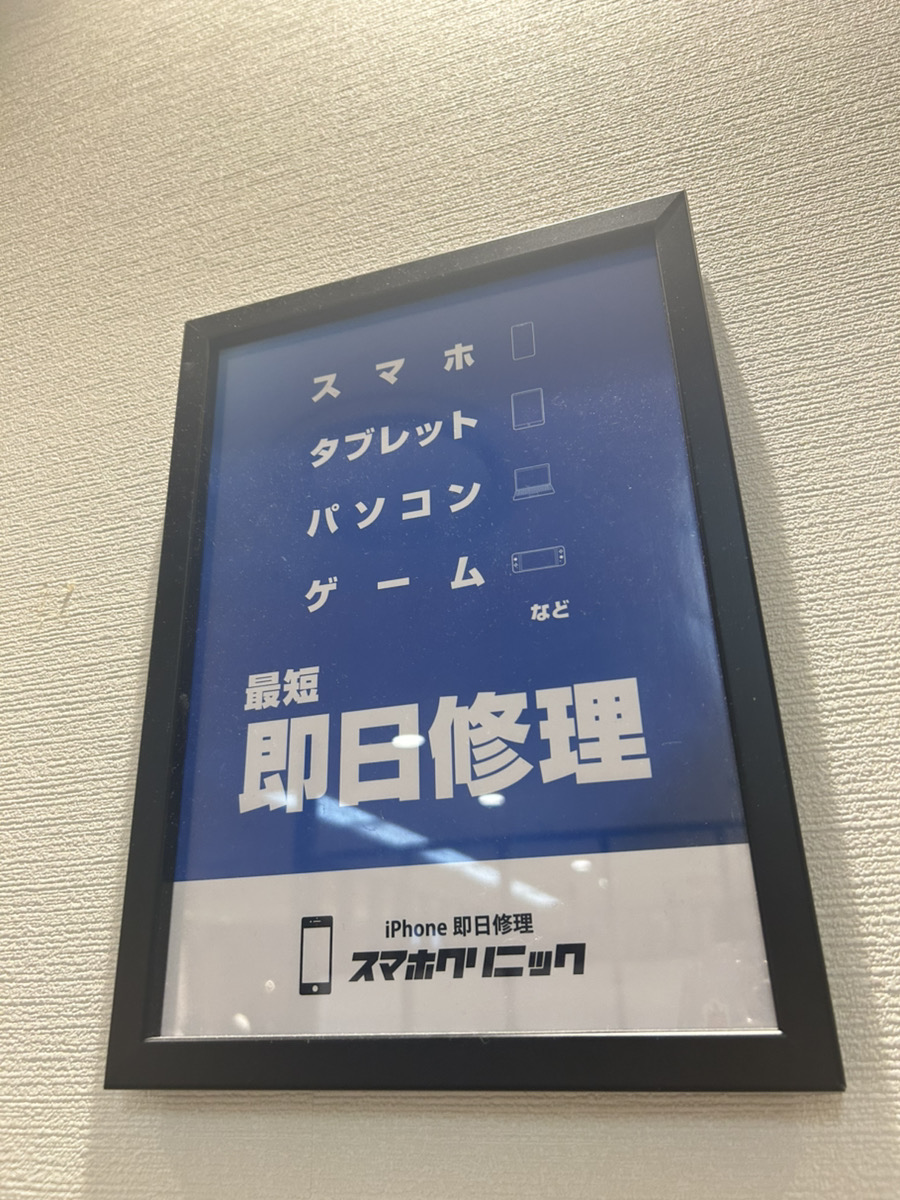 スマホ
タブレット
パソコン
ゲーム
など
最短
即日修理
iPhone 即日修理
スマホクリニック